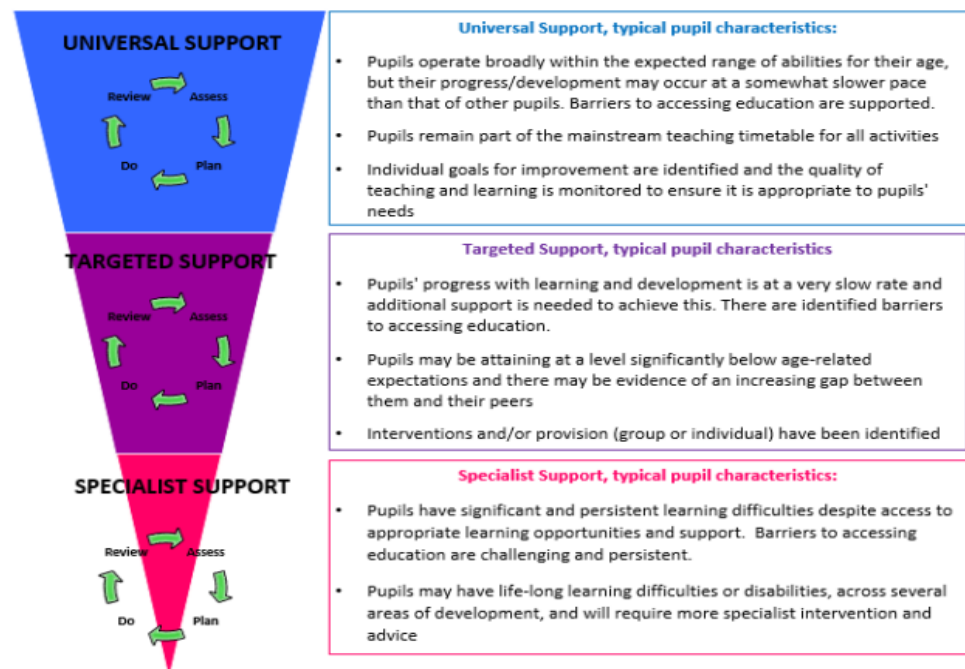 UNIVERSAL SUPPORT
Review
Assess
Do
Plan
Universal Support, typical pupil characteristics:
• Pupils operate broadly within the expected range of abilities for their age,
but their progress/development may occur at a somewhat slower pace
than that of other pupils. Barriers to accessing education are supported.
• Pupils remain part of the mainstream teaching timetable for all activities
• Individual goals for improvement are identified and the quality of
teaching and learning is monitored to ensure it is appropriate to pupils'
needs
TARGETED SUPPORT
Review
Assess
Do
Plan
Targeted Support, typical pupil characteristics
• Pupils' progress with learning and development is at a very slow rate and
additional support is needed to achieve this. There are identified barriers
to accessing education.
• Pupils may be attaining at a level significantly below age-related
expectations and there may be evidence of an increasing gap between
them and their peers
• Interventions and/or provision (group or individual) have been identified
SPECIALIST SUPPORT
Review
Assess
Do
Plan
Specialist Support, typical pupil characteristics:
• Pupils have significant and persistent learning difficulties despite access to
appropriate learning opportunities and support. Barriers to accessing
education are challenging and persistent.
• Pupils may have life-long learning difficulties or disabilities, across several
areas of development, and will require more specialist intervention and
advice